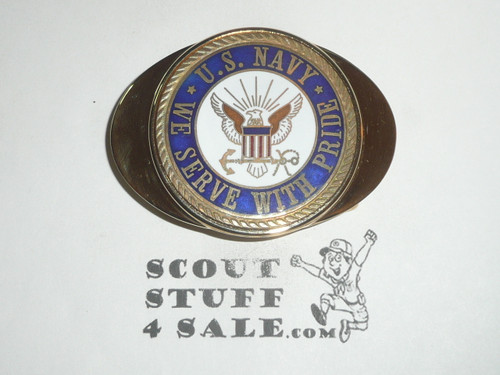 ★ U.S. NAVY ★
WE SERVE WITH PRIDE
SCOUT
STUFF
4 SALE.COM